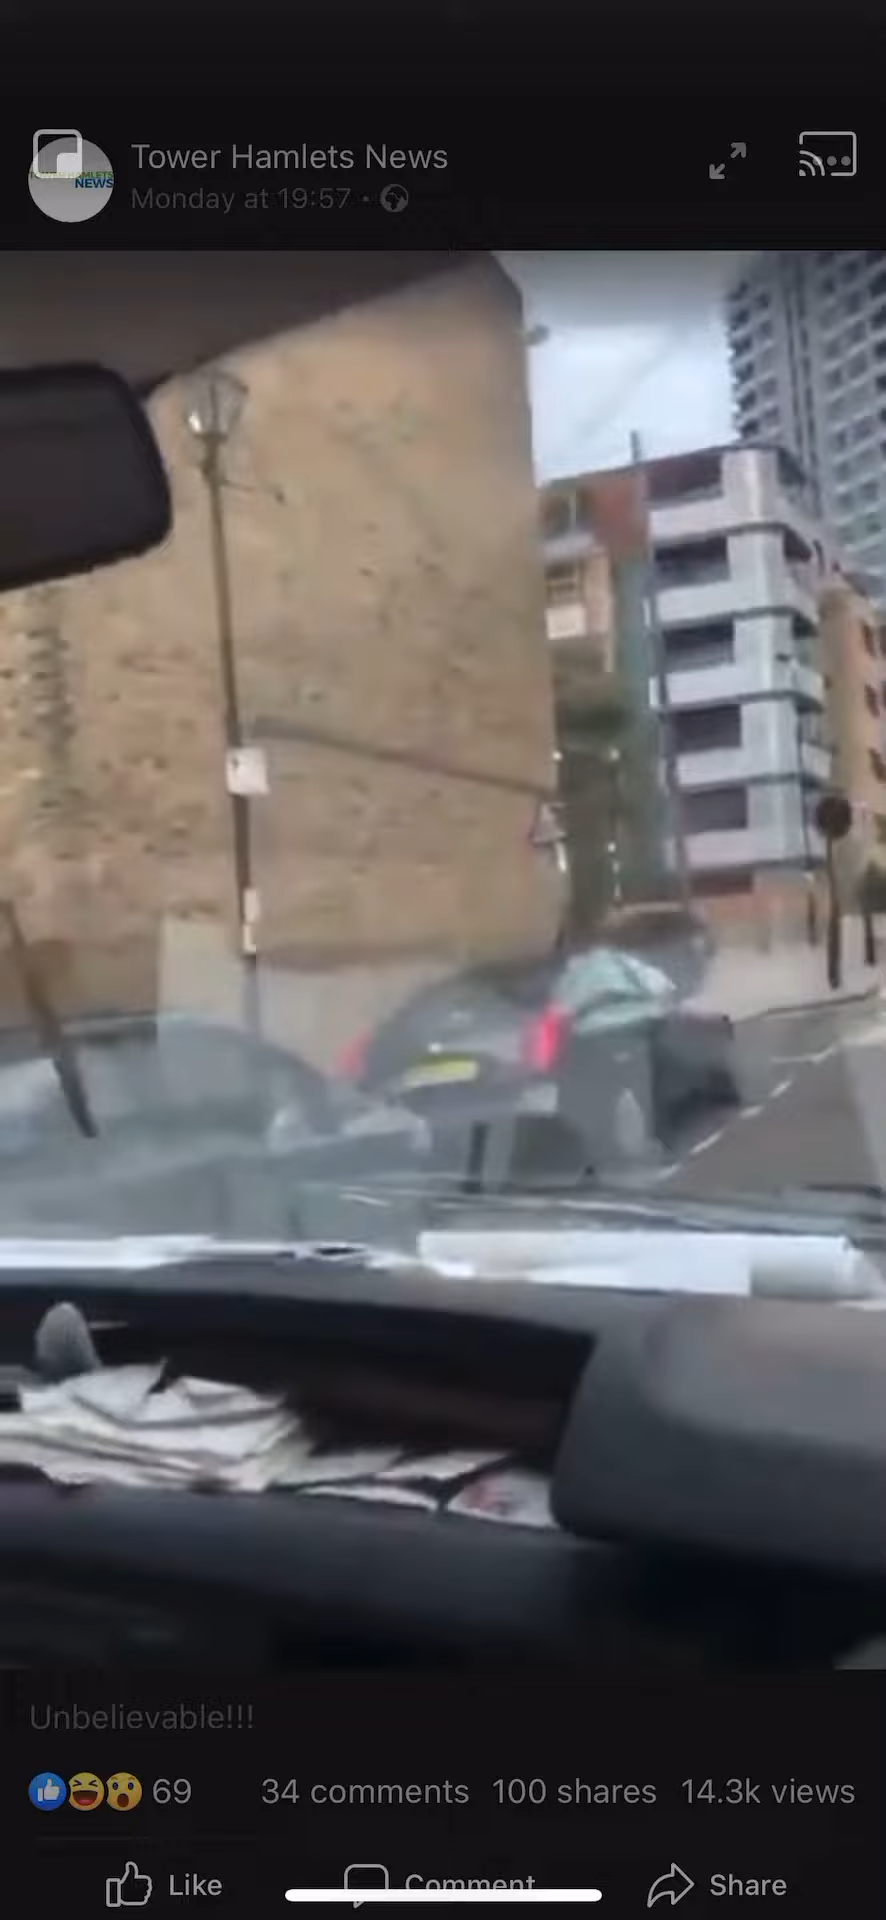 Tower Hamlets News
NEWS
Monday at 19:57
Unbelievable!!!
69 34 comments 100 shares 14.3k views
Like Comment Share